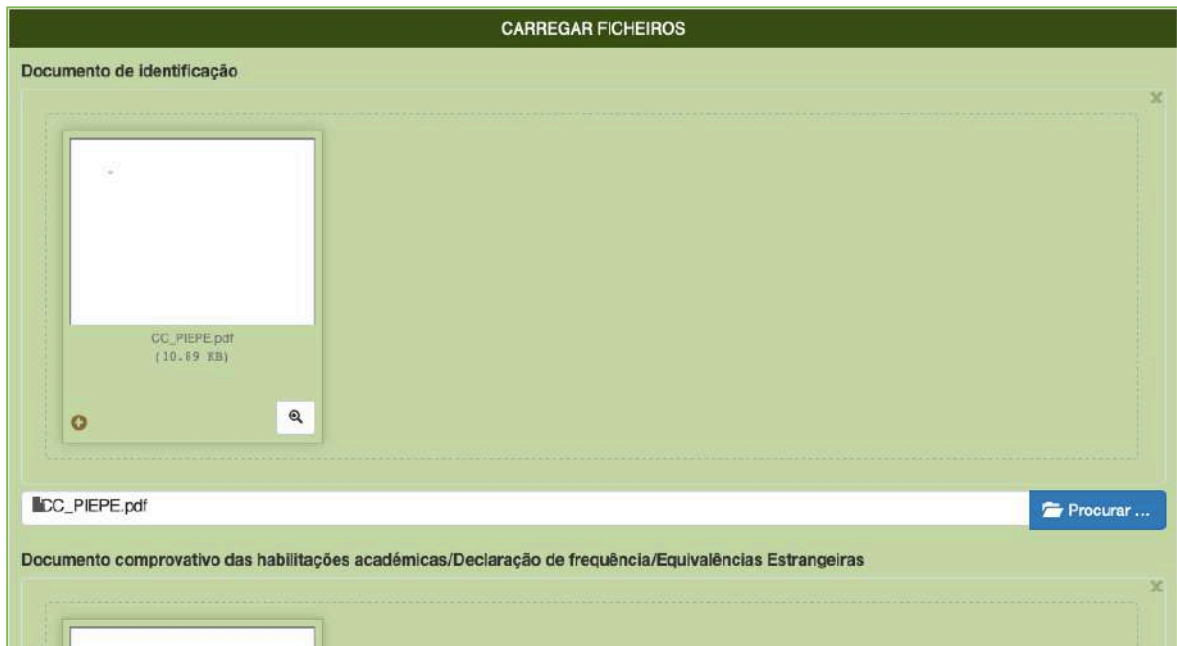 CARREGAR FICHEIROS
Documento de identificação
CC_PIEPE.pdf
(10.89 KB)
CC_PIEPE.pdf
Procurar ...
Documento comprovativo das habilitações académicas/Declaração de frequência/Equivalências Estrangeiras